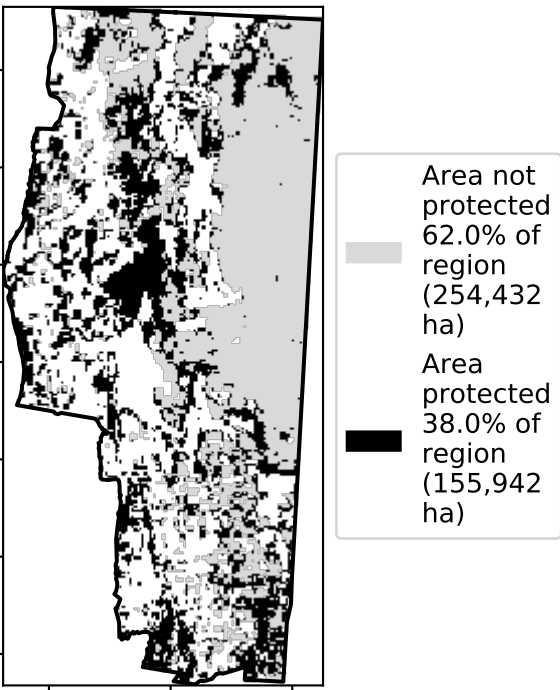 Area not
protected
62.0% of
region
(254,432
ha)
Area
protected
38.0% of
region
(155,942
ha)